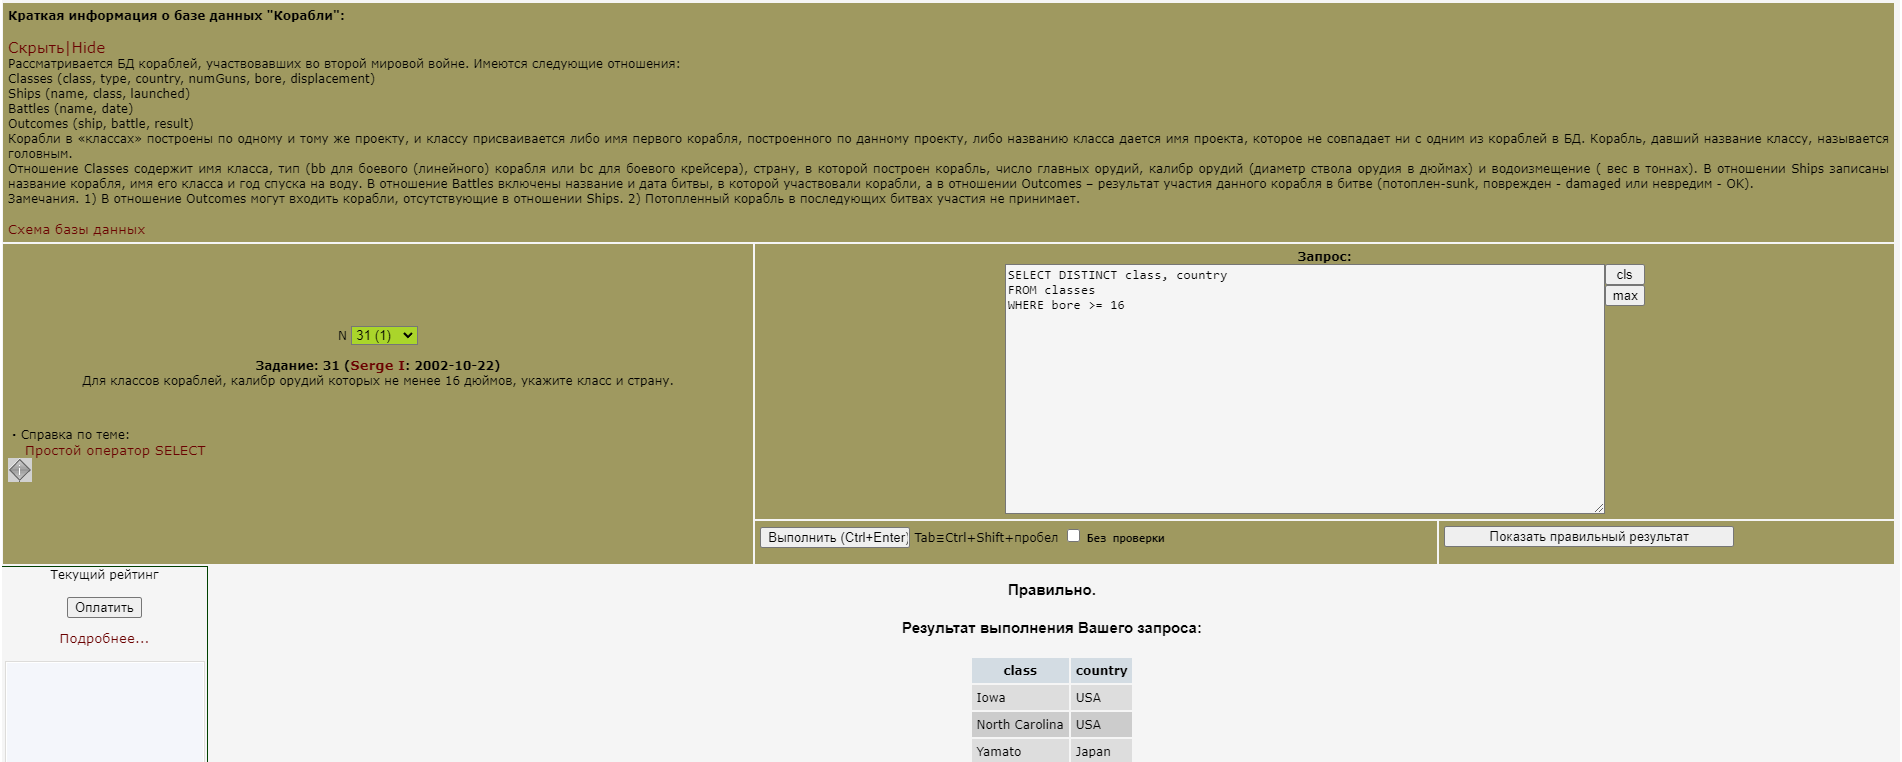 Краткая информация о базе данных "Корабли":
Скрыть|Hide
Рассматривается БД кораблей, участвовавших во второй мировой войне. Имеются следующие отношения:
Classes (class, type, country, numGuns, bore, displacement)
Ships (name, class, launched)
Battles (name, date)
Outcomes (ship, battle, result)
Корабли в «классах» построены по одному и тому же проекту, и классу присваивается либо имя первого корабля, построенного по данному проекту, либо названию класса дается имя проекта, которое не совпадает ни с одним из кораблей в БД. Корабль, давший название классу, называется
головным.
Отношение Classes содержит имя класса, тип (bb для боевого (линейного) корабля или bc для боевого крейсера), страну, в которой построен корабль, число главных орудий, калибр орудий (диаметр ствола орудия в дюймах) и водоизмещение ( вес в тоннах). В отношении Ships записаны
название корабля, имя его класса и год спуска на воду. В отношение Battles включены название и дата битвы, в которой участвовали корабли, а в отношении Outcomes – результат участия данного корабля в битве (потоплен-sunk, поврежден - damaged или невредим - OK).
Замечания. 1) В отношение Outcomes могут входить корабли, отсутствующие в отношении Ships. 2) Потопленный корабль в последующих битвах участия не принимает.
Схема базы данных
N 31 (1)
Задание: 31 (Serge I: 2002-10-22)
Для классов кораблей, калибр орудий которых не менее 16 дюймов, укажите класс и страну.
· Справка по теме:
Простой оператор SELECT
Запрос:
SELECT DISTINCT class, country
FROM classes
WHERE bore >= 16
cls
max
Выполнить (Ctrl+Enter) Tab≡Ctrl+Shift+пробел Без проверки
Показать правильный результат
Текущий рейтинг
Оплатить
Подробнее...
Правильно.
Результат выполнения Вашего запроса:
class country
Iowa USA
North Carolina USA
Yamato Japan